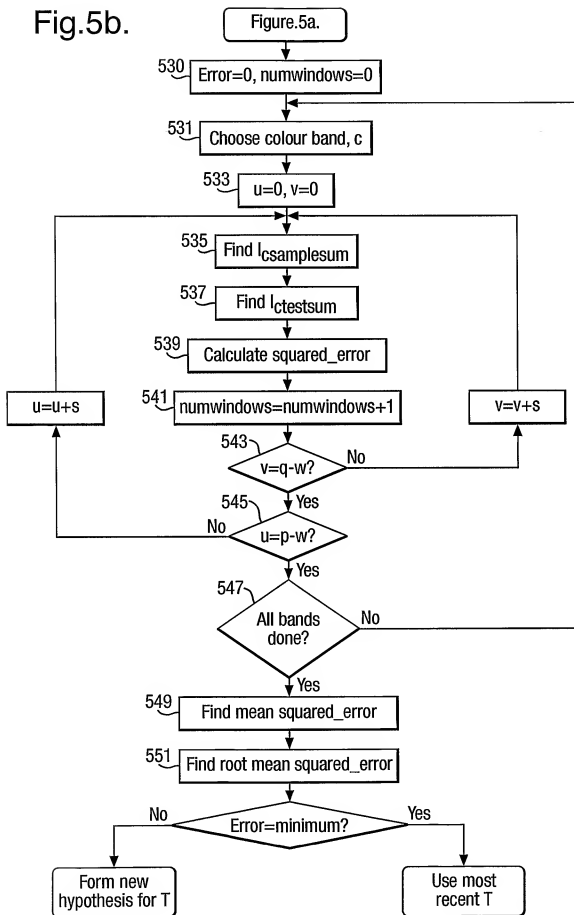 Fig.5b.
Figure.5a.
530
Error=0, numwindows=0
531
Choose colour band, c
533
u=0, v=0
535
Find Icsamplesum
537
Find Ictestsum
539
Calculate squared_error
u=u+s
541
numwindows=numwindows+1
v=v+s
543
v=q-w?
No
Yes
545
No
u=p-w?
Yes
547
All bands
done?
No
Yes
549
Find mean squared_error
551
Find root mean squared_error
No
Error=minimum?
Yes
Form new
hypothesis for T
Use most
recent T